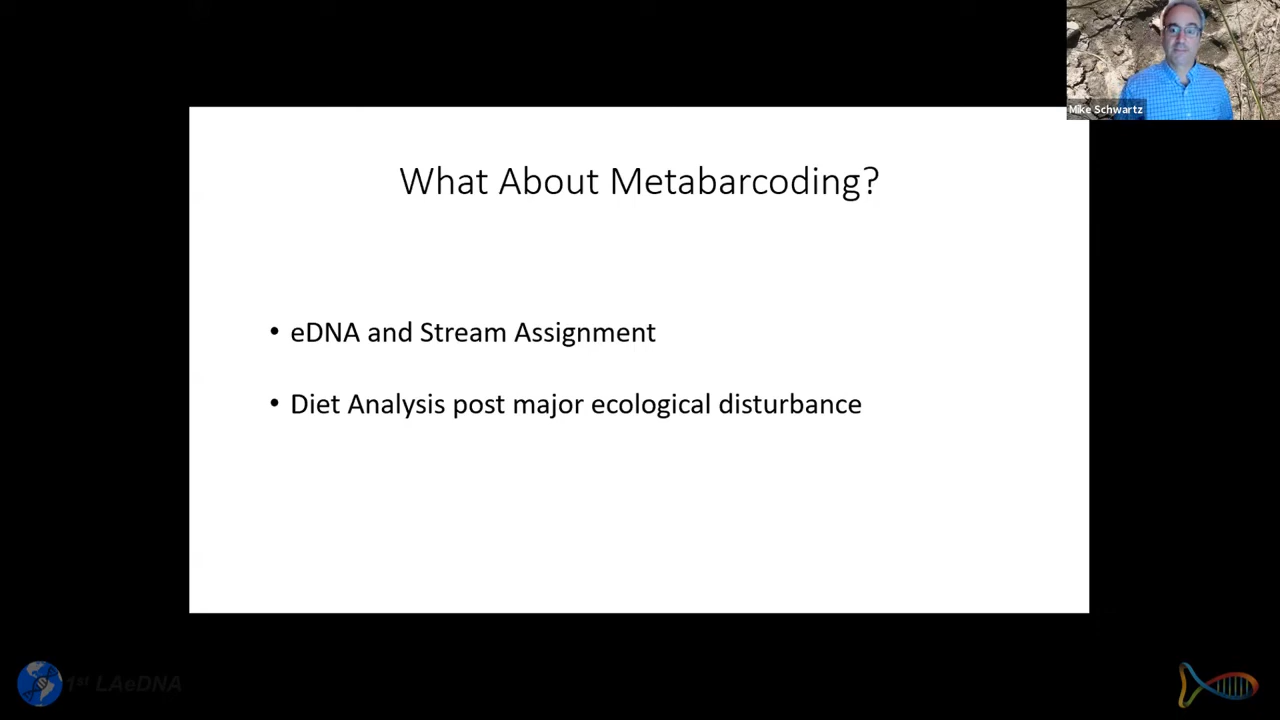 Mike Schwartz
What About Metabarcoding?
• eDNA and Stream Assignment
• Diet Analysis post major ecological disturbance
1st LAeDNA